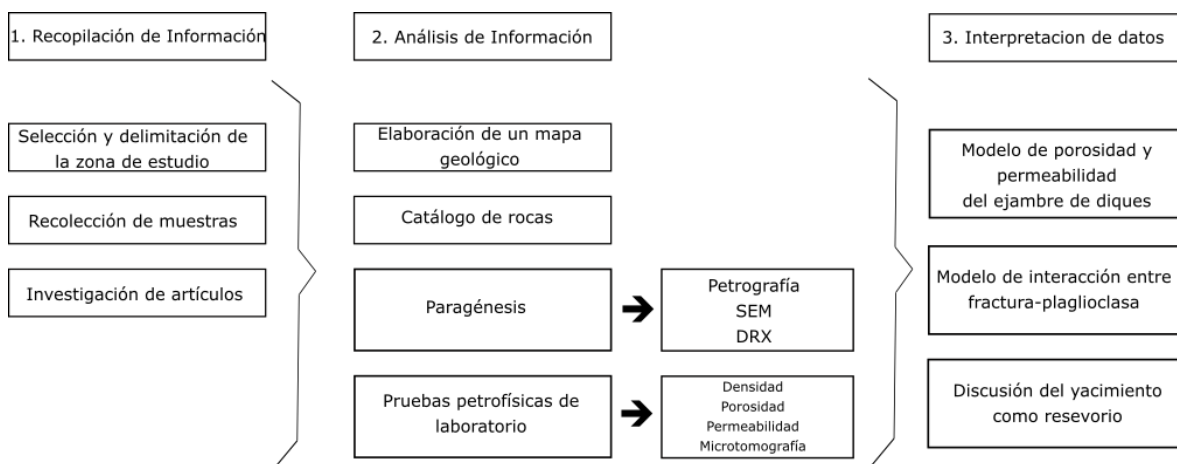 1. Recopilación de Información
2. Análisis de Información
3. Interpretacion de datos
Selección y delimitación de
la zona de estudio
Recolección de muestras
Investigación de artículos
Elaboración de un mapa
geológico
Catálogo de rocas
Paragénesis
Petrografía
SEM
DRX
Pruebas petrofísicas de
laboratorio
Densidad
Porosidad
Permeabilidad
Microtomografía
Modelo de porosidad y
permeabilidad
del ejambre de diques
Modelo de interacción entre
fractura-plaglioclasa
Discusión del yacimiento
como resevorio